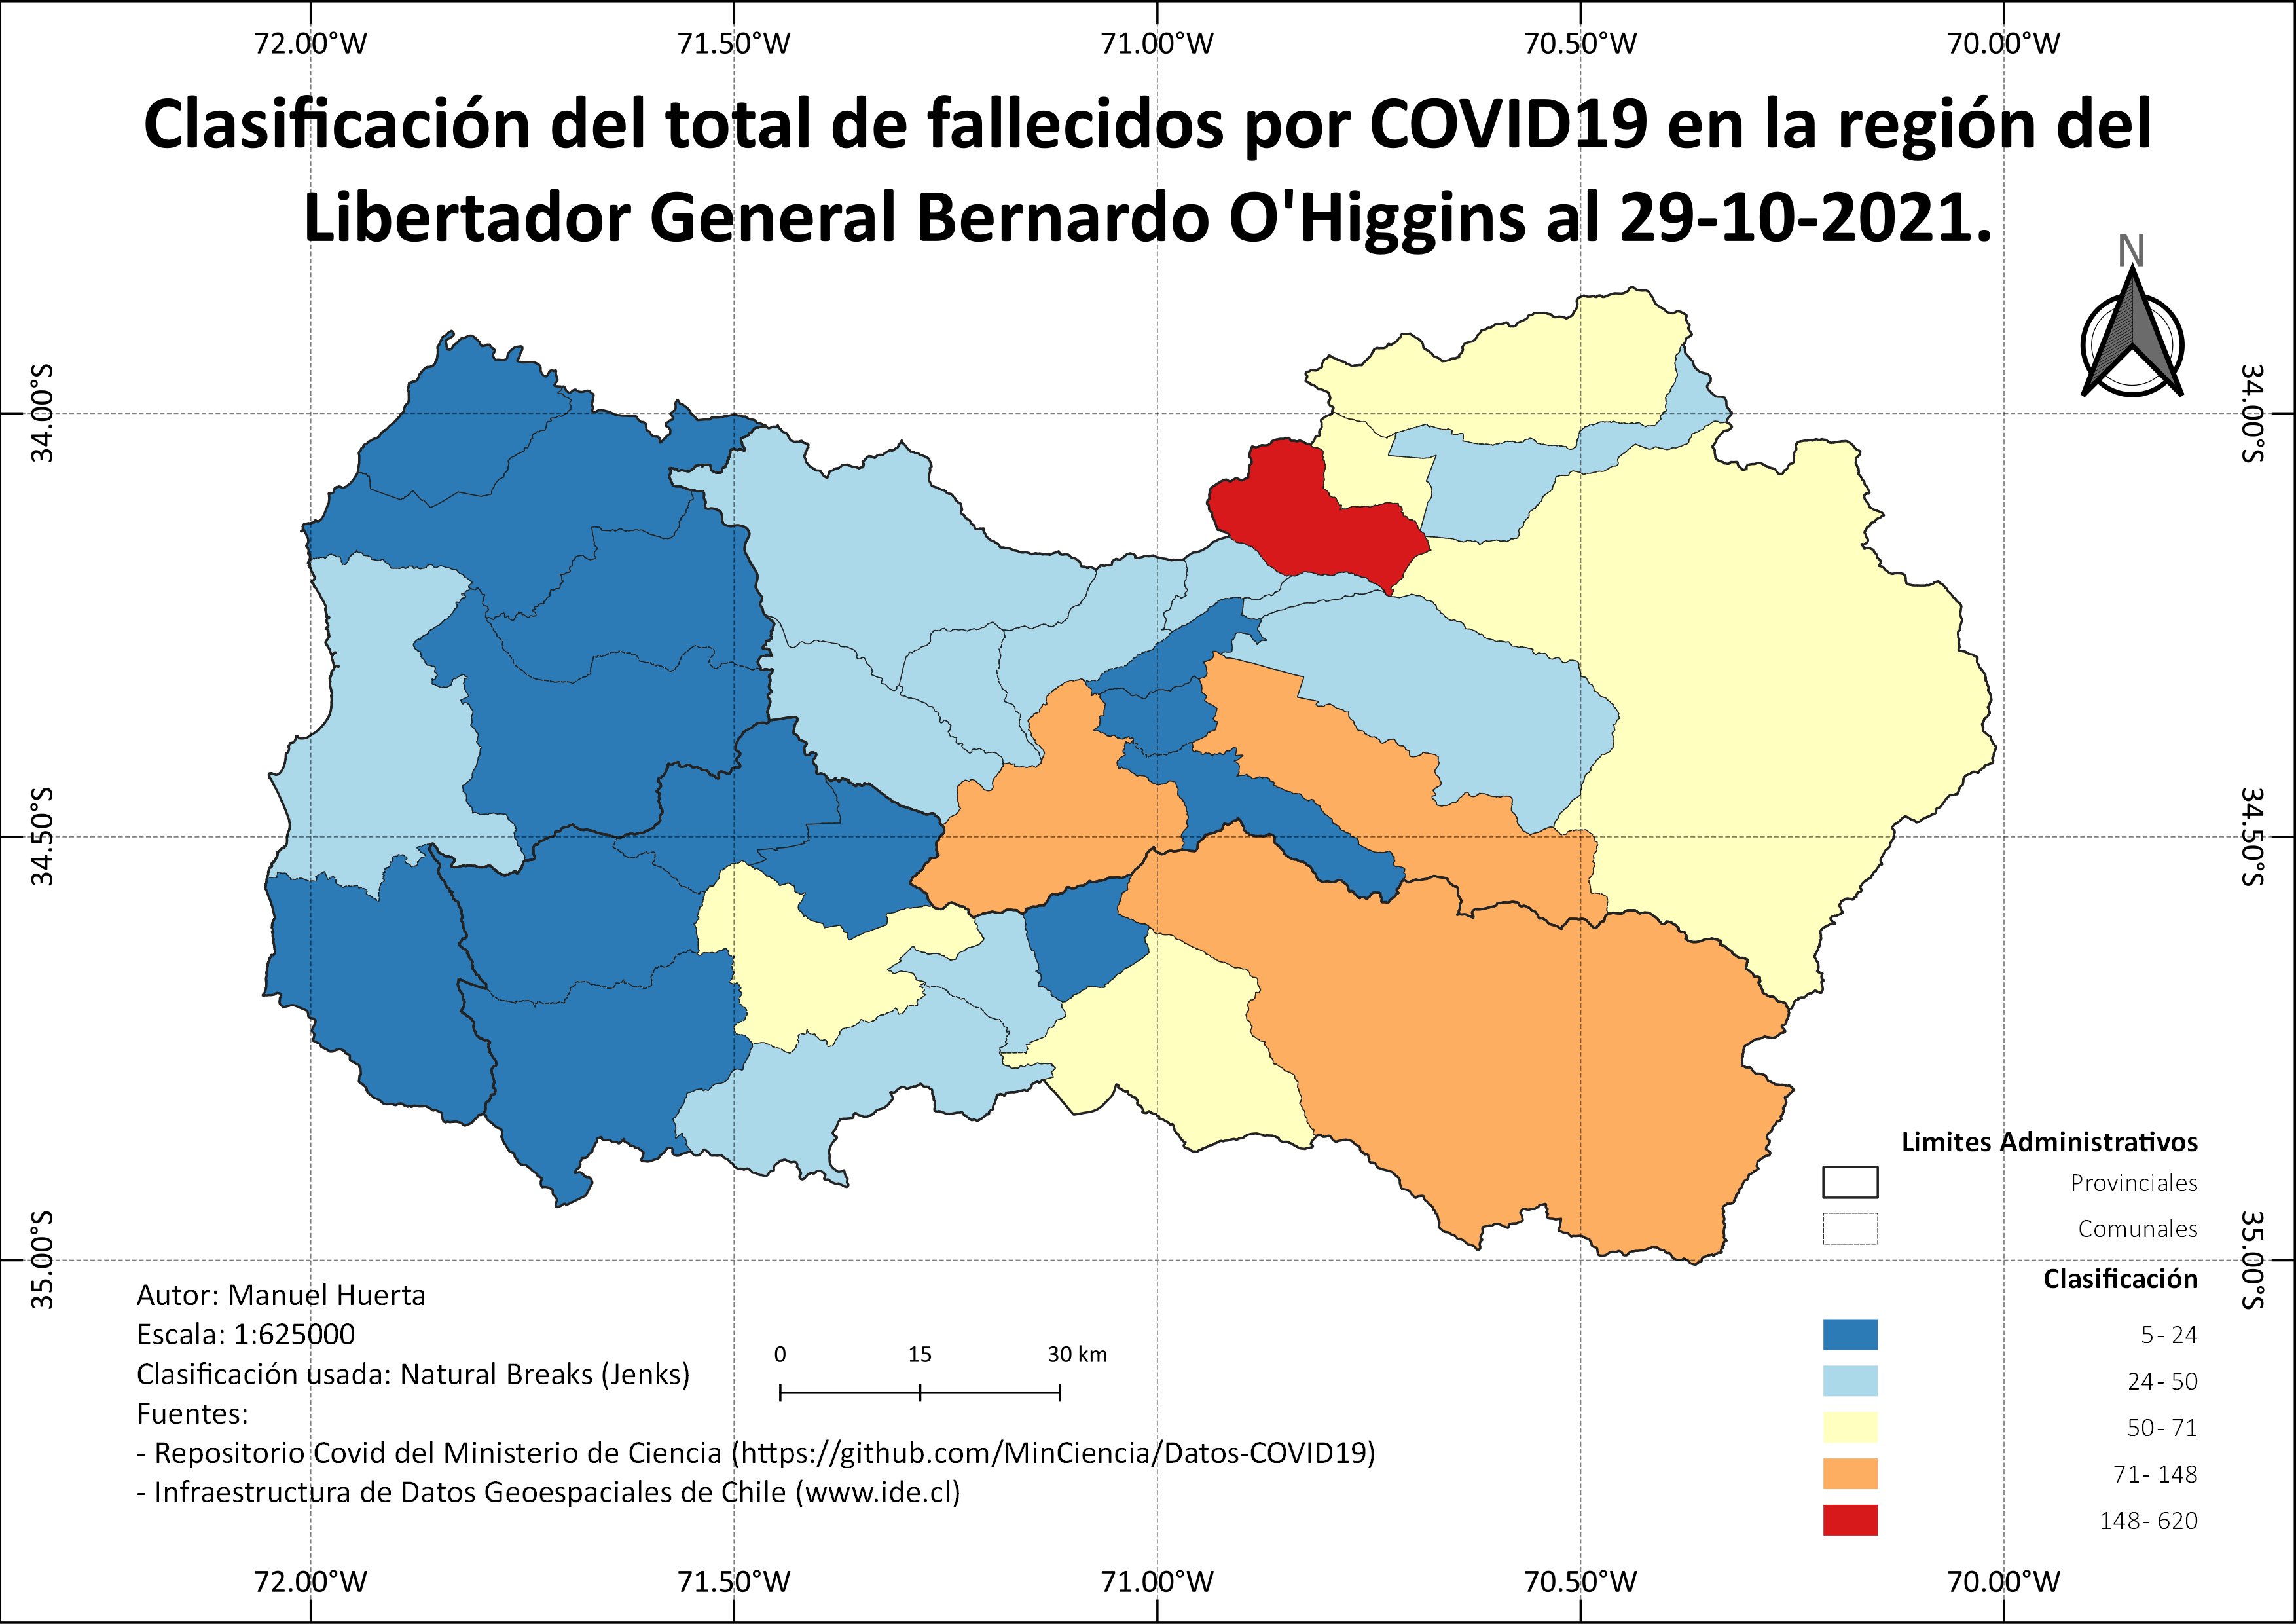 72.00°W 71.50°W 71.00°W 70.50°W 70.00°W
Clasificación del total de fallecidos por COVID19 en la región del
Libertador General Bernardo O'Higgins al 29-10-2021.
N
34.00°S 34.00°S
34.50°S 34.50°S
35.00°S 35.00°S
Limites Administrativos
Provinciales
Comunales
Clasificación
5- 24
24- 50
50- 71
71- 148
148- 620
Autor: Manuel Huerta
Escala: 1:625000
Clasificación usada: Natural Breaks (Jenks)
Fuentes:
- Repositorio Covid del Ministerio de Ciencia (https://github.com/MinCiencia/Datos-COVID19)
- Infraestructura de Datos Geoespaciales de Chile (www.ide.cl)
0 15 30 km
72.00°W 71.50°W 71.00°W 70.50°W 70.00°W